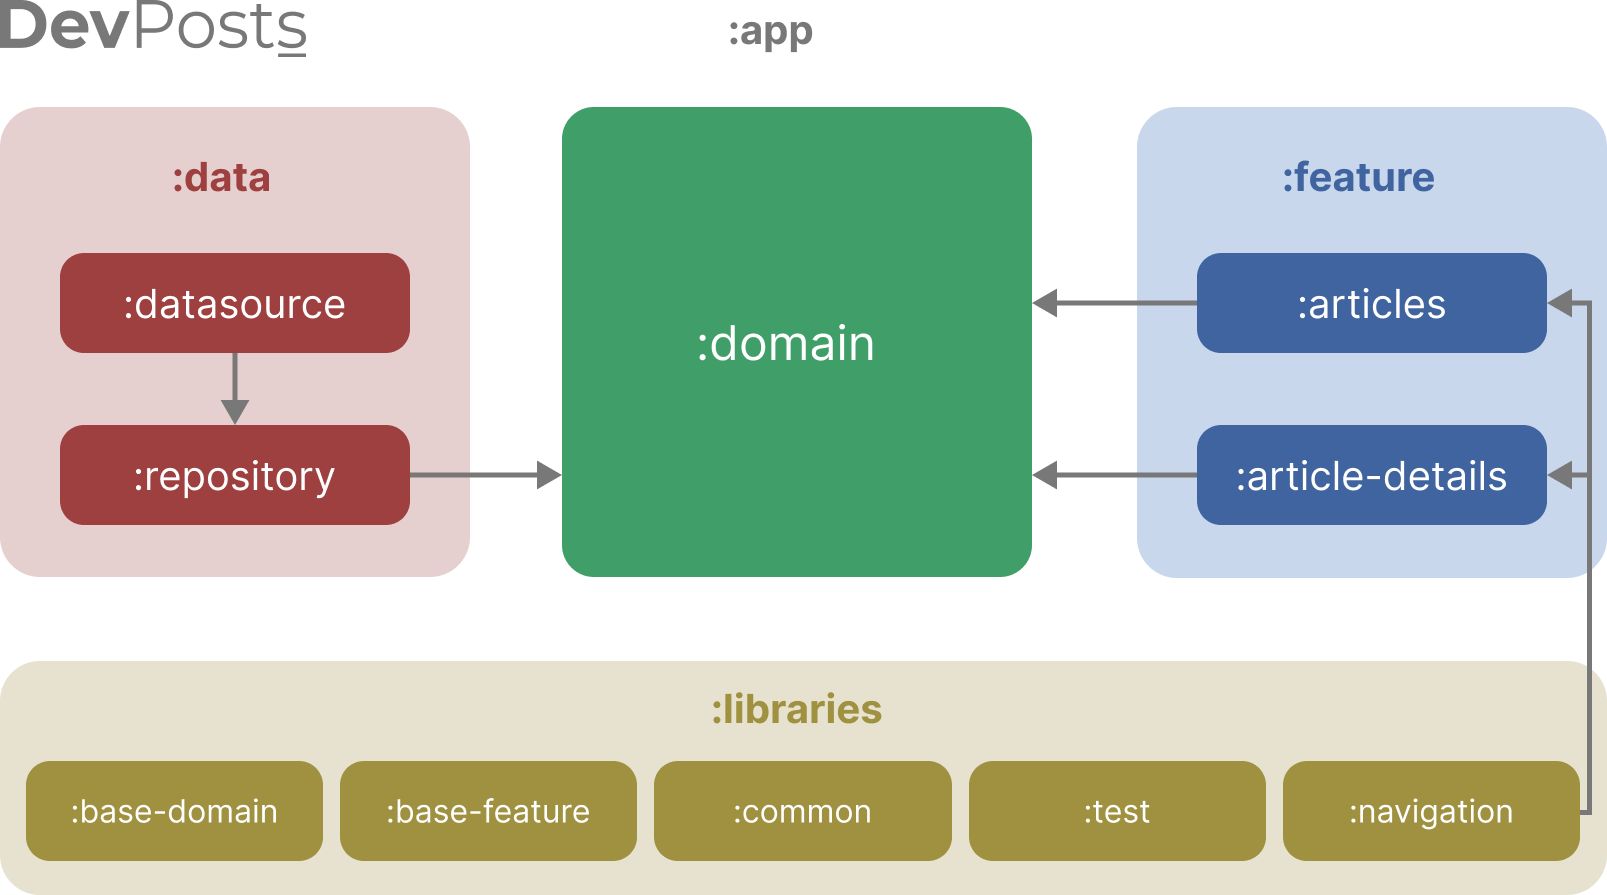 DevPosts
:app
:data
:datasource
:repository
:domain
:feature
:articles
:article-details
:libraries
:base-domain
:base-feature
:common
:test
:navigation